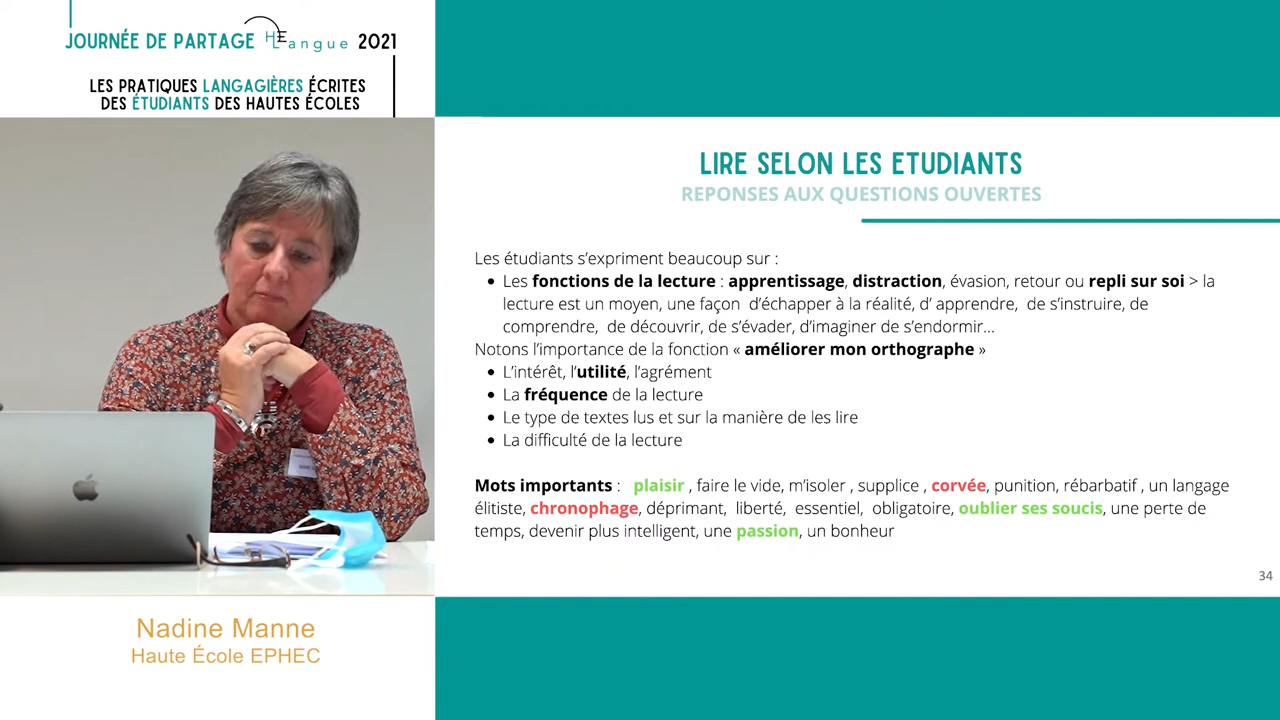 JOURNÉE DE PARTAGE HELangue 2021
LES PRATIQUES LANGAGIÈRES ÉCRITES
DES ÉTUDIANTS DES HAUTES ÉCOLES
Nadine Manne
Haute École EPHEC
LIRE SELON LES ETUDIANTS
REPONSES AUX QUESTIONS OUVERTES
Les étudiants s’expriment beaucoup sur :
• Les fonctions de la lecture : apprentissage, distraction, évasion, retour ou repli sur soi > la
lecture est un moyen, une façon d’échapper à la réalité, d’ apprendre, de s’instruire, de
comprendre, de découvrir, de s’évader, d’imaginer de s’endormir...
Notons l’importance de la fonction « améliorer mon orthographe »
• L’intérêt, l’utilité, l’agrément
• La fréquence de la lecture
• Le type de textes lus et sur la manière de les lire
• La difficulté de la lecture
Mots importants : plaisir , faire le vide, m’isoler , supplice , corvée, punition, rébarbatif , un langage
élitiste, chronophage, déprimant, liberté, essentiel, obligatoire, oublier ses soucis, une perte de
temps, devenir plus intelligent, une passion, un bonheur
34